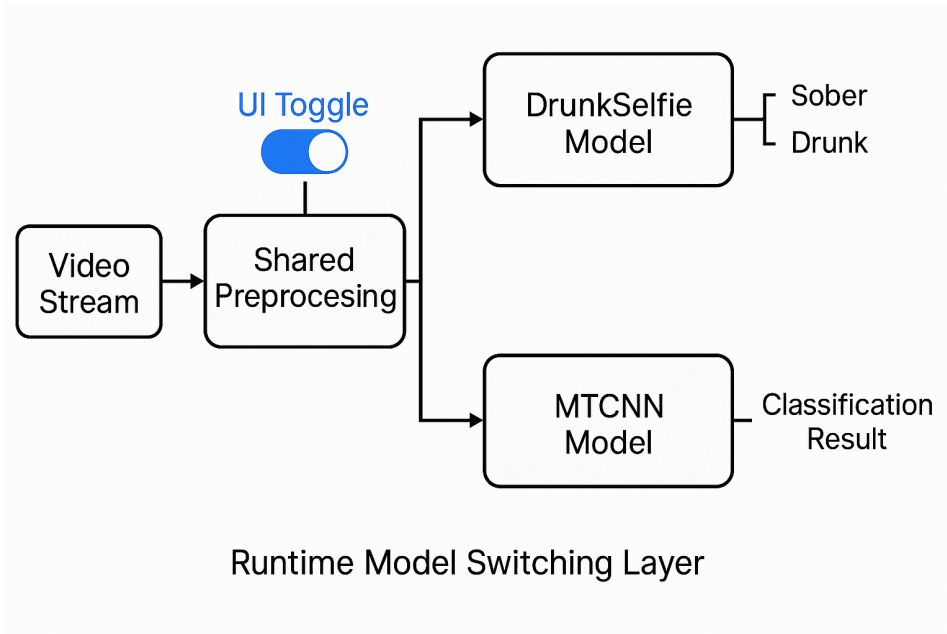 UI Toggle
Video
Stream
Shared
Preprocesing
DrunkSelfie
Model
Sober
Drunk
MTCNN
Model
Classification
Result
Runtime Model Switching Layer